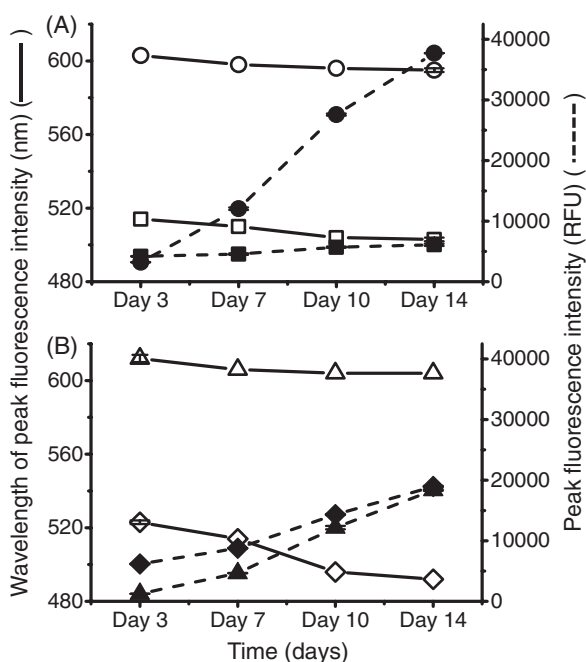 (A)
600
560
520
480
40000
30000
20000
10000
0
Day 3 Day 7 Day 10 Day 14
(B)
600
560
520
480
40000
30000
20000
10000
0
Day 3 Day 7 Day 10 Day 14
Time (days)
Wavelength of peak fluorescence intensity (nm) ( )
Peak fluorescence intensity (RFU) ( )